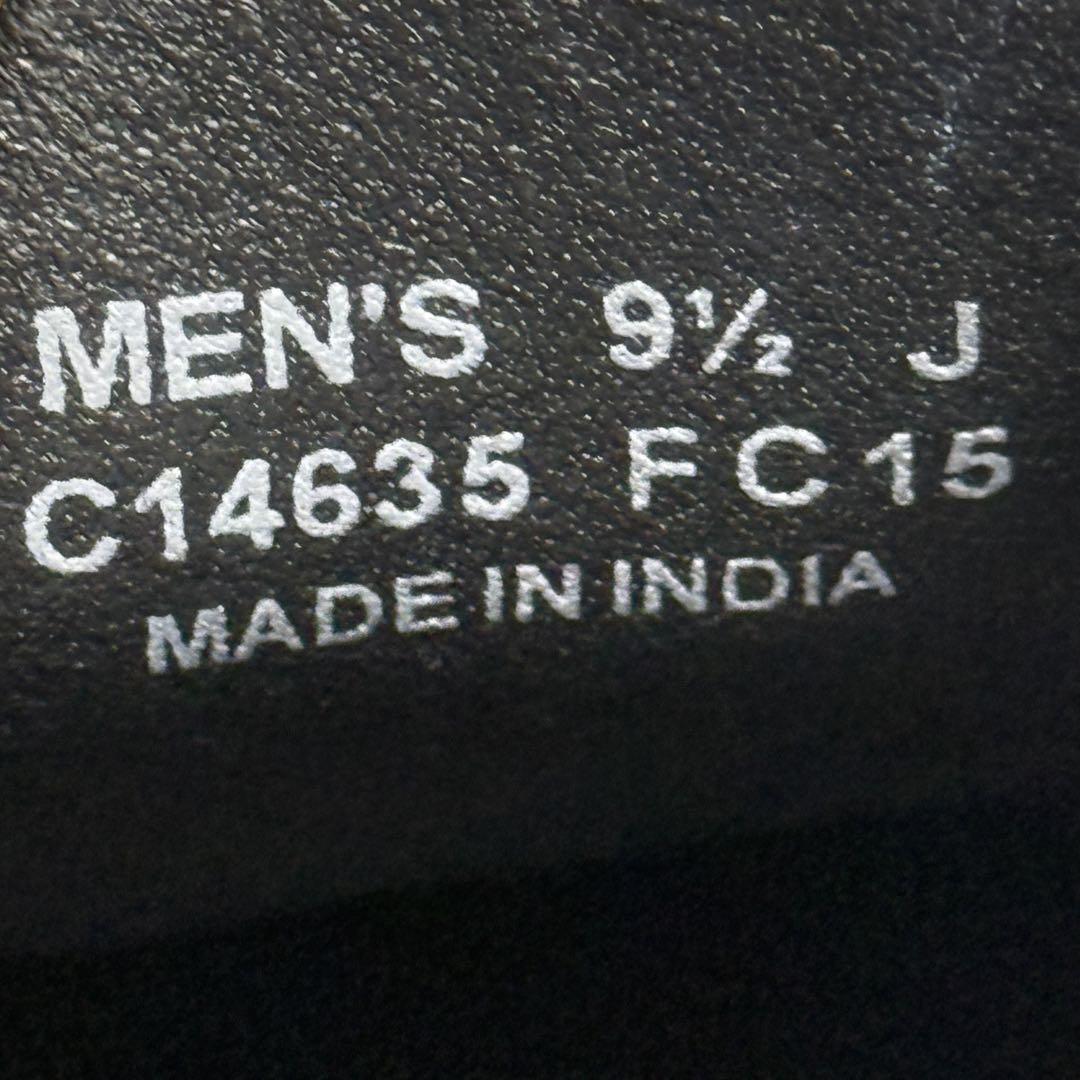 MEN'S 9½ J
C14635 FC15
MADE IN INDIA